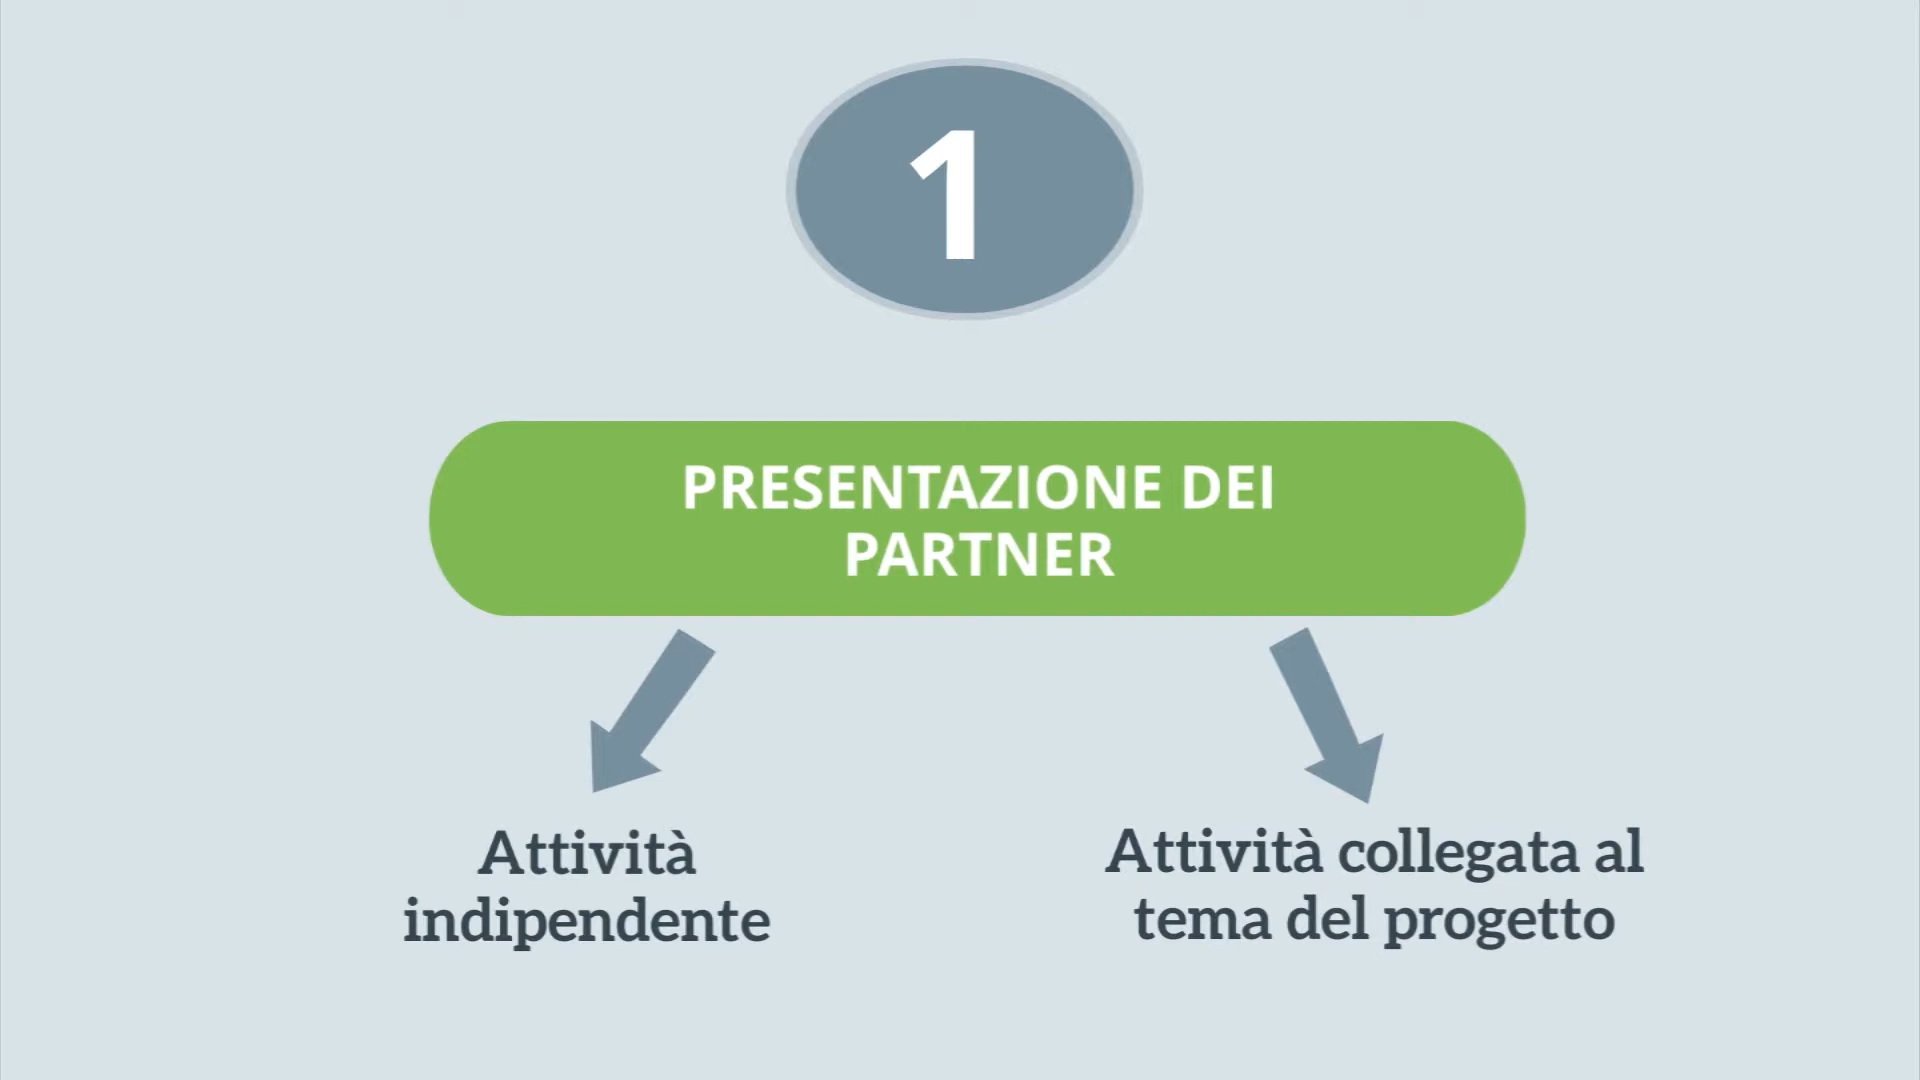 1
PRESENTAZIONE DEI
PARTNER
Attività
indipendente
Attività collegata al
tema del progetto